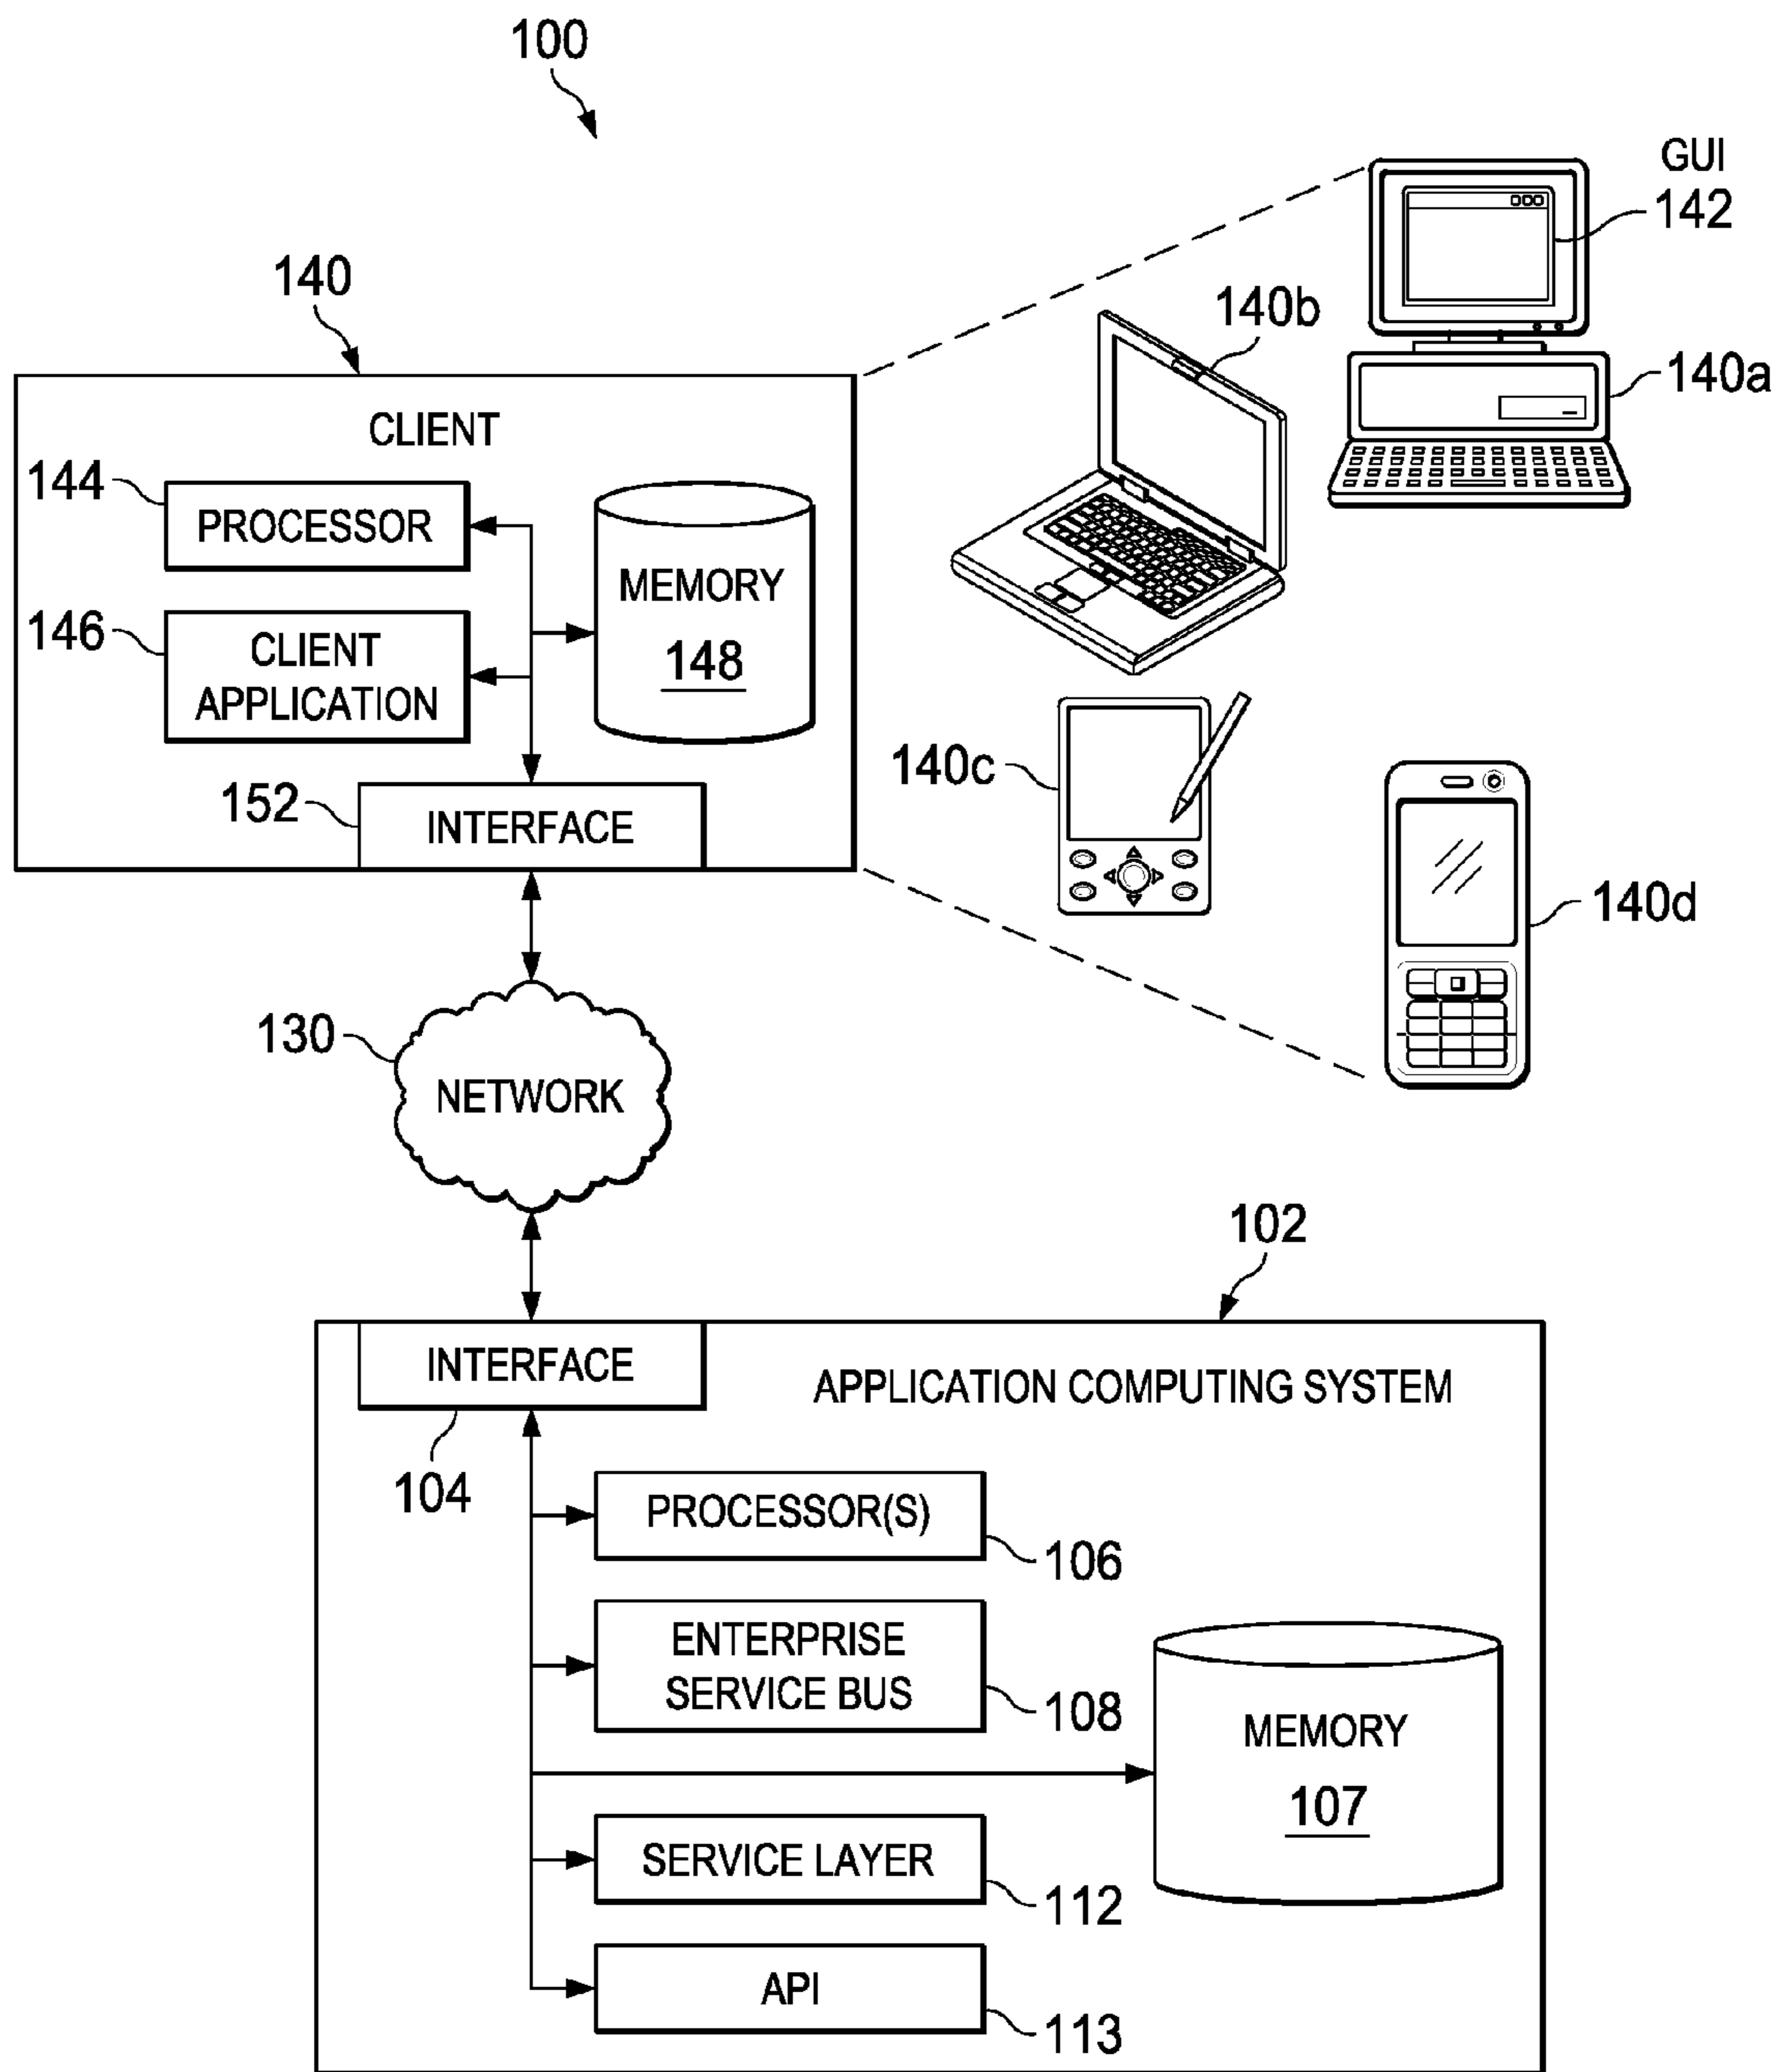 100
GUI
142
140
140b
140a
CLIENT
144
PROCESSOR
MEMORY
148
146
CLIENT
APPLICATION
140c
152
INTERFACE
140d
130
NETWORK
102
INTERFACE
APPLICATION COMPUTING SYSTEM
104
PROCESSOR(S)
106
ENTERPRISE
SERVICE BUS
108
MEMORY
107
SERVICE LAYER
112
API
113